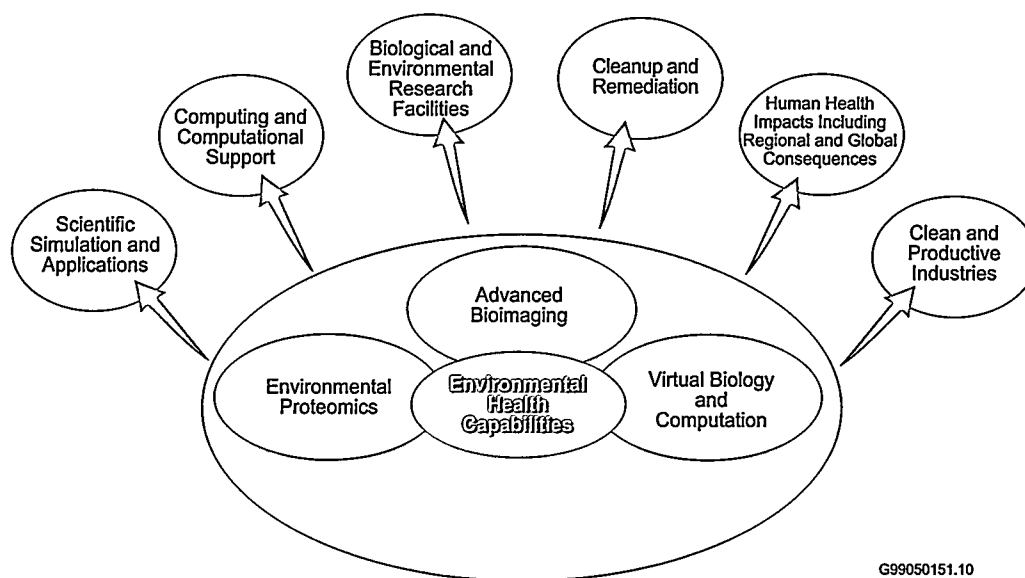 Biological and
Environmental
Research
Facilities
Cleanup and
Remediation
Computing and
Computational
Support
Human Health
Impacts Including
Regional and Global
Consequences
Scientific
Simulation and
Applications
Clean and
Productive
Industries
Advanced
Bioimaging
Environmental
Proteomics
Environmental
Health
Capabilities
Virtual Biology
and
Computation
G99050151.10